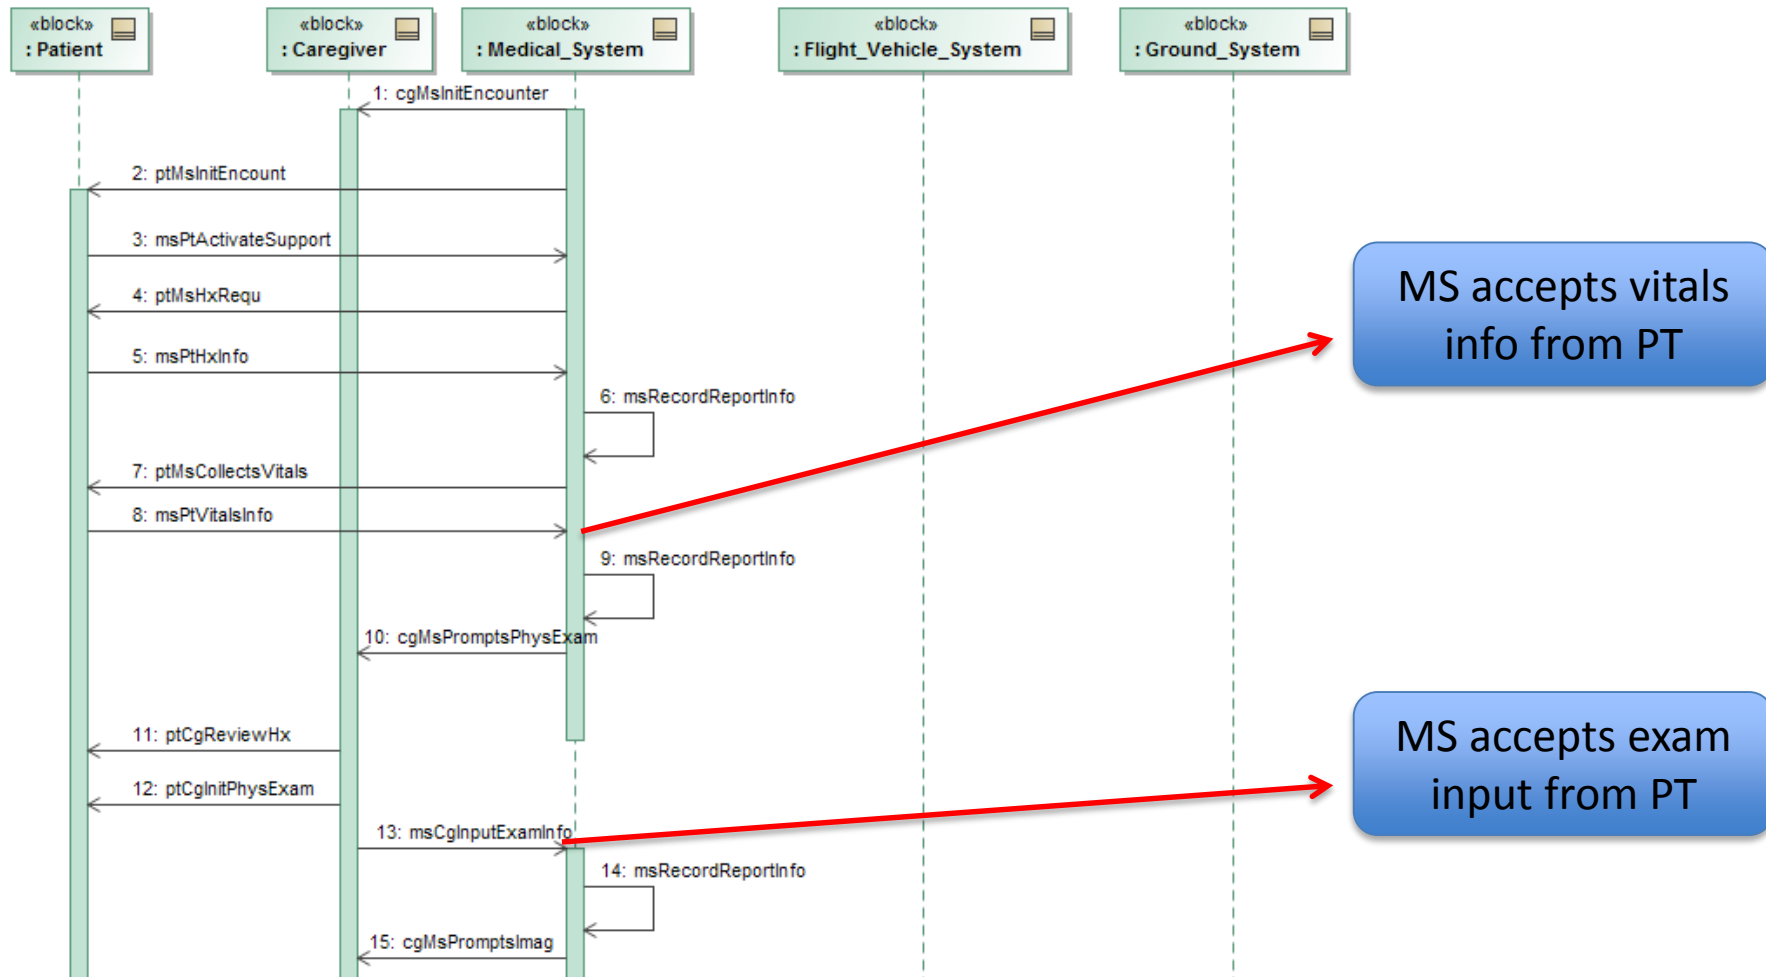 «block»
: Patient
«block»
: Caregiver
«block»
: Medical_System
«block»
: Flight_Vehicle_System
«block»
: Ground_System
1: cgMsInitEncounter
2: ptMsInitEncount
3: msPtActivateSupport
4: ptMsHxRequ
5: msPtHxInfo
6: msRecordReportInfo
7: ptMsCollectsVitals
8: msPtVitalsInfo
9: msRecordReportInfo
10: cgMsPromptsPhysExam
11: ptCgReviewHx
12: ptCgInitPhysExam
13: msCgInputExamInfo
14: msRecordReportInfo
15: cgMsPromptsImag
MS accepts vitals
info from PT
MS accepts exam
input from PT